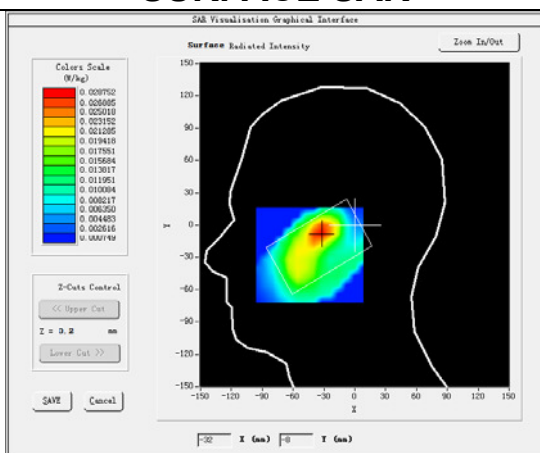 SURFACE SAR
SAR Visualisation Graphical Interface
Surface Radiated Intensity
Zoom In/Out
Colors Scale
(W/kg)
0.028752
0.026885
0.025018
0.023152
0.021285
0.019418
0.017551
0.015684
0.013817
0.011951
0.010084
0.008217
0.006350
0.004483
0.002616
0.000749
Z-Cuts Control
<< Upper Cut
Z = 3.2 mm
Lower Cut >>
SAVE
Cancel
150
120
90
60
30
0
-30
-60
-90
-120
-150
Y
-150 -120 -90 -60 -30 0 30 60 90 120 150
X
-32 X (mm) -8 Y (mm)